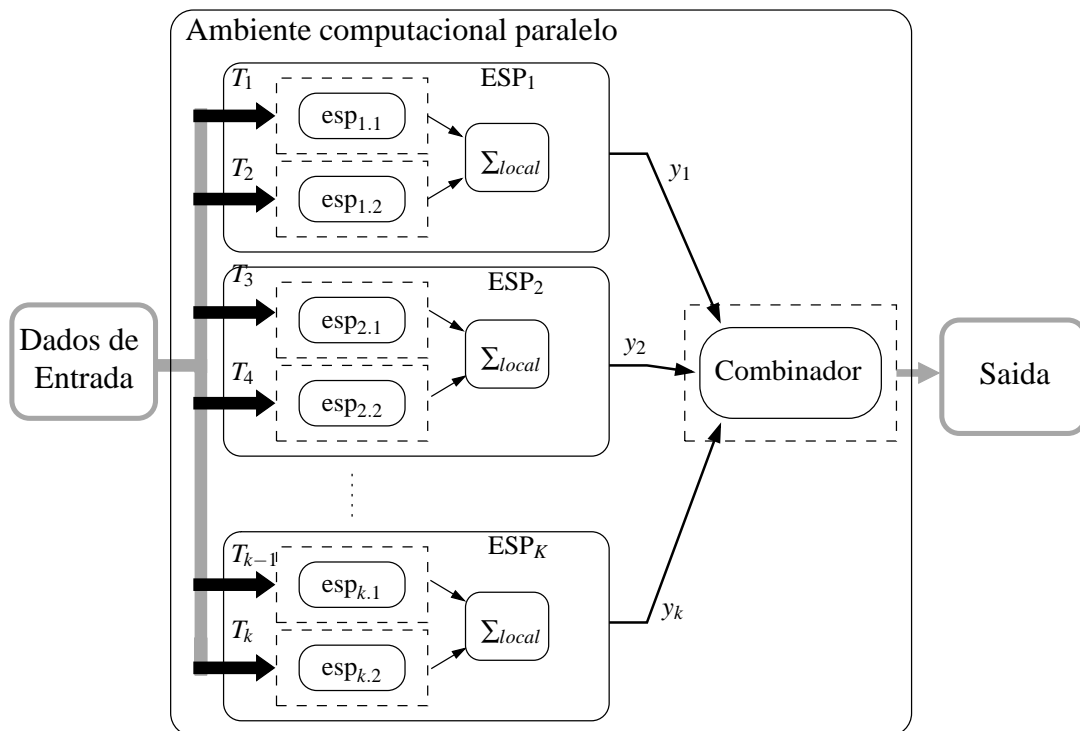 Ambiente computacional paralelo
T₁
ESP₁
esp₁.₁
Σlocal
T₂
esp₁.₂
y₁
T₃
ESP₂
esp₂.₁
Σlocal
T₄
esp₂.₂
y₂
Dados de
Entrada
Combinador
Saida
Tₖ₋₁
ESP_K
espₖ.₁
Σlocal
Tₖ
espₖ.₂
yₖ